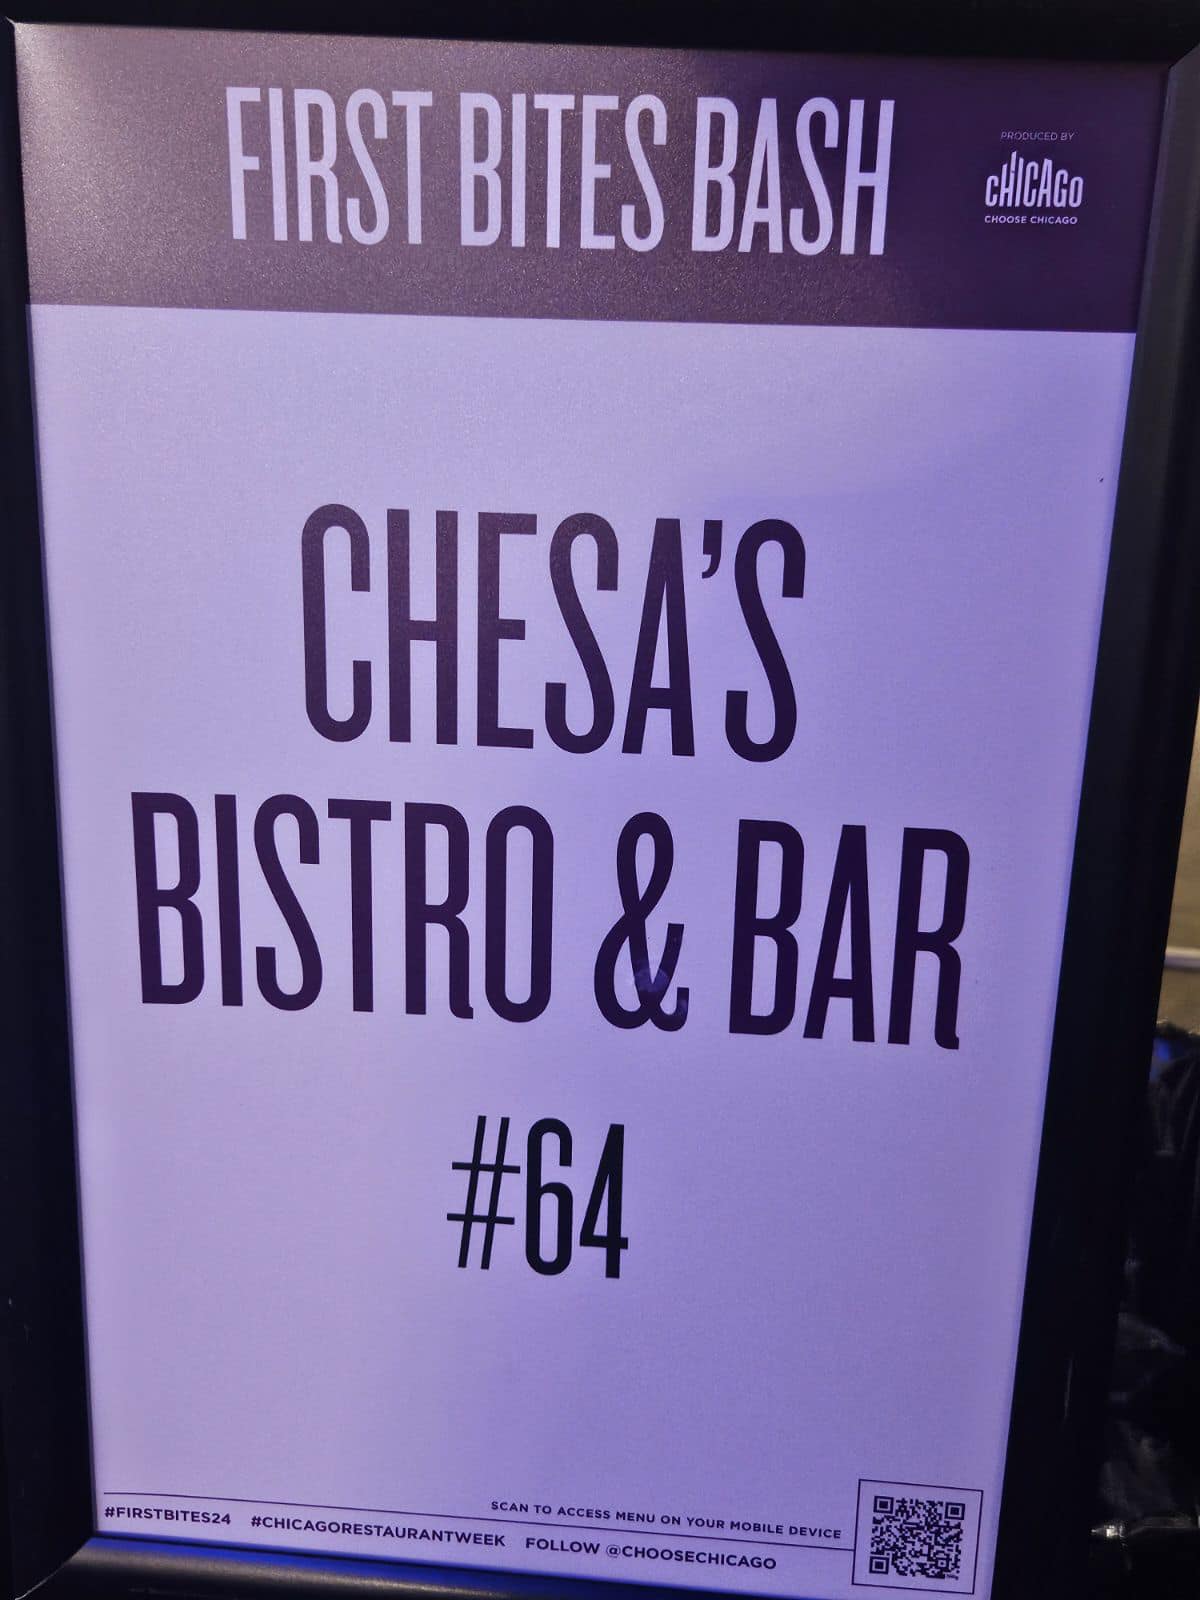 FIRST BITES BASH
PRODUCED BY
CHICAGO
CHOOSE CHICAGO
CHESA'S
BISTRO & BAR
#64
SCAN TO ACCESS MENU ON YOUR MOBILE DEVICE
#FIRSTBITES24 #CHICAGORESTAURANTWEEK FOLLOW @CHOOSECHICAGO